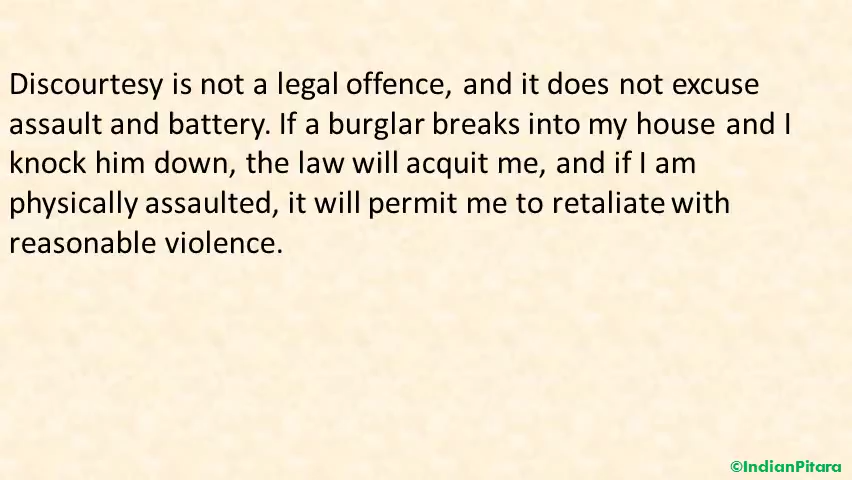 Discourtesy is not a legal offence, and it does not excuse
assault and battery. If a burglar breaks into my house and I
knock him down, the law will acquit me, and if I am
physically assaulted, it will permit me to retaliate with
reasonable violence.
©IndianPitara